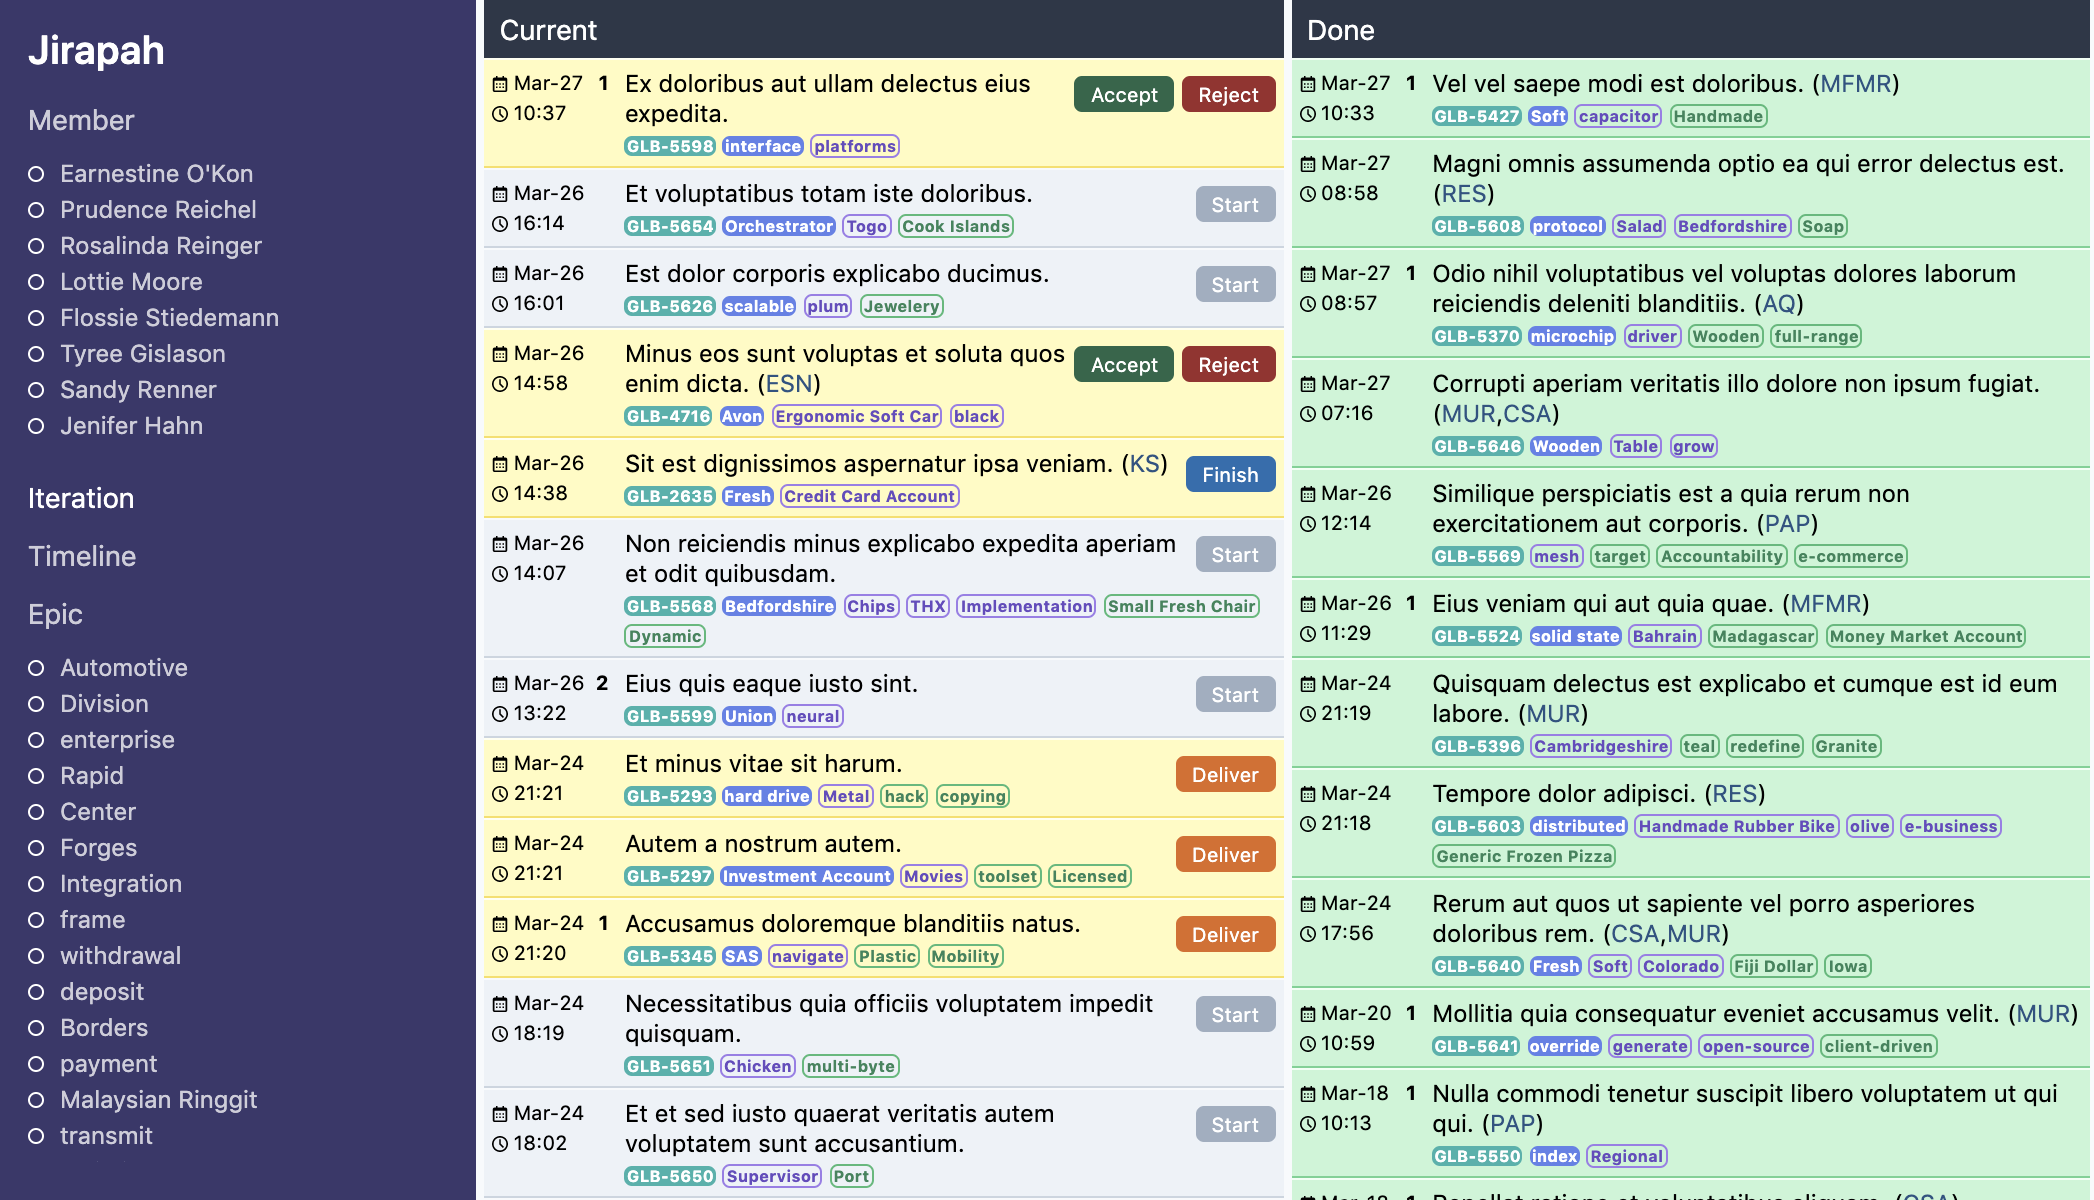 Jirapah
Member
Earnestine O'Kon
Prudence Reichel
Rosalinda Reinger
Lottie Moore
Flossie Stiedemann
Tyree Gislason
Sandy Renner
Jenifer Hahn
Iteration
Timeline
Epic
Automotive
Division
enterprise
Rapid
Center
Forges
Integration
frame
withdrawal
deposit
Borders
payment
Malaysian Ringgit
transmit
Current
Mar-27 1 Ex doloribus aut ullam delectus eius Accept Reject
10:37 expedita.
GLB-5598 interface platforms
Mar-26 Et voluptatibus totam iste doloribus. Start
16:14 GLB-5654 Orchestrator Togo Cook Islands
Mar-26 Est dolor corporis explicabo ducimus. Start
16:01 GLB-5626 scalable plum Jewelery
Mar-26 Minus eos sunt voluptas et soluta quos Accept Reject
14:58 enim dicta. (ESN)
GLB-4716 Avon Ergonomic Soft Car black
Mar-26 Sit est dignissimos aspernatur ipsa veniam. (KS) Finish
14:38 GLB-2635 Fresh Credit Card Account
Mar-26 Non reiciendis minus explicabo expedita aperiam Start
14:07 et odit quibusdam.
GLB-5568 Bedfordshire Chips THX Implementation Small Fresh Chair
Dynamic
Mar-26 2 Eius quis eaque iusto sint. Start
13:22 GLB-5599 Union neural
Mar-24 Et minus vitae sit harum. Deliver
21:21 GLB-5293 hard drive Metal hack copying
Mar-24 Autem a nostrum autem. Deliver
21:21 GLB-5297 Investment Account Movies toolset Licensed
Mar-24 1 Accusamus doloremque blanditiis natus. Deliver
21:20 GLB-5345 SAS navigate Plastic Mobility
Mar-24 Necessitatibus quia officiis voluptatem impedit Start
18:19 quisquam.
GLB-5651 Chicken multi-byte
Mar-24 Et et sed iusto quaerat veritatis autem Start
18:02 voluptatem sunt accusantium.
GLB-5650 Supervisor Port
Done
Mar-27 1 Vel vel saepe modi est doloribus. (MFMR)
10:33 GLB-5427 Soft capacitor Handmade
Mar-27 Magni omnis assumenda optio ea qui error delectus est.
08:58 (RES)
GLB-5608 protocol Salad Bedfordshire Soap
Mar-27 1 Odio nihil voluptatibus vel voluptas dolores laborum
08:57 reiciendis deleniti blanditiis. (AQ)
GLB-5370 microchip driver Wooden full-range
Mar-27 Corrupti aperiam veritatis illo dolore non ipsum fugiat.
07:16 (MUR,CSA)
GLB-5646 Wooden Table grow
Mar-26 Similique perspiciatis est a quia rerum non
12:14 exercitationem aut corporis. (PAP)
GLB-5569 mesh target Accountability e-commerce
Mar-26 1 Eius veniam qui aut quia quae. (MFMR)
11:29 GLB-5524 solid state Bahrain Madagascar Money Market Account
Mar-24 Quisquam delectus est explicabo et cumque est id eum
21:19 labore. (MUR)
GLB-5396 Cambridgeshire teal redefine Granite
Mar-24 Tempore dolor adipisci. (RES)
21:18 GLB-5603 distributed Handmade Rubber Bike olive e-business
Generic Frozen Pizza
Mar-24 Rerum aut quos ut sapiente vel porro asperiores
17:56 doloribus rem. (CSA,MUR)
GLB-5640 Fresh Soft Colorado Fiji Dollar Iowa
Mar-20 1 Mollitia quia consequatur eveniet accusamus velit. (MUR)
10:59 GLB-5641 override generate open-source client-driven
Mar-18 1 Nulla commodi tenetur suscipit libero voluptatem ut qui
10:13 qui. (PAP)
GLB-5550 index Regional